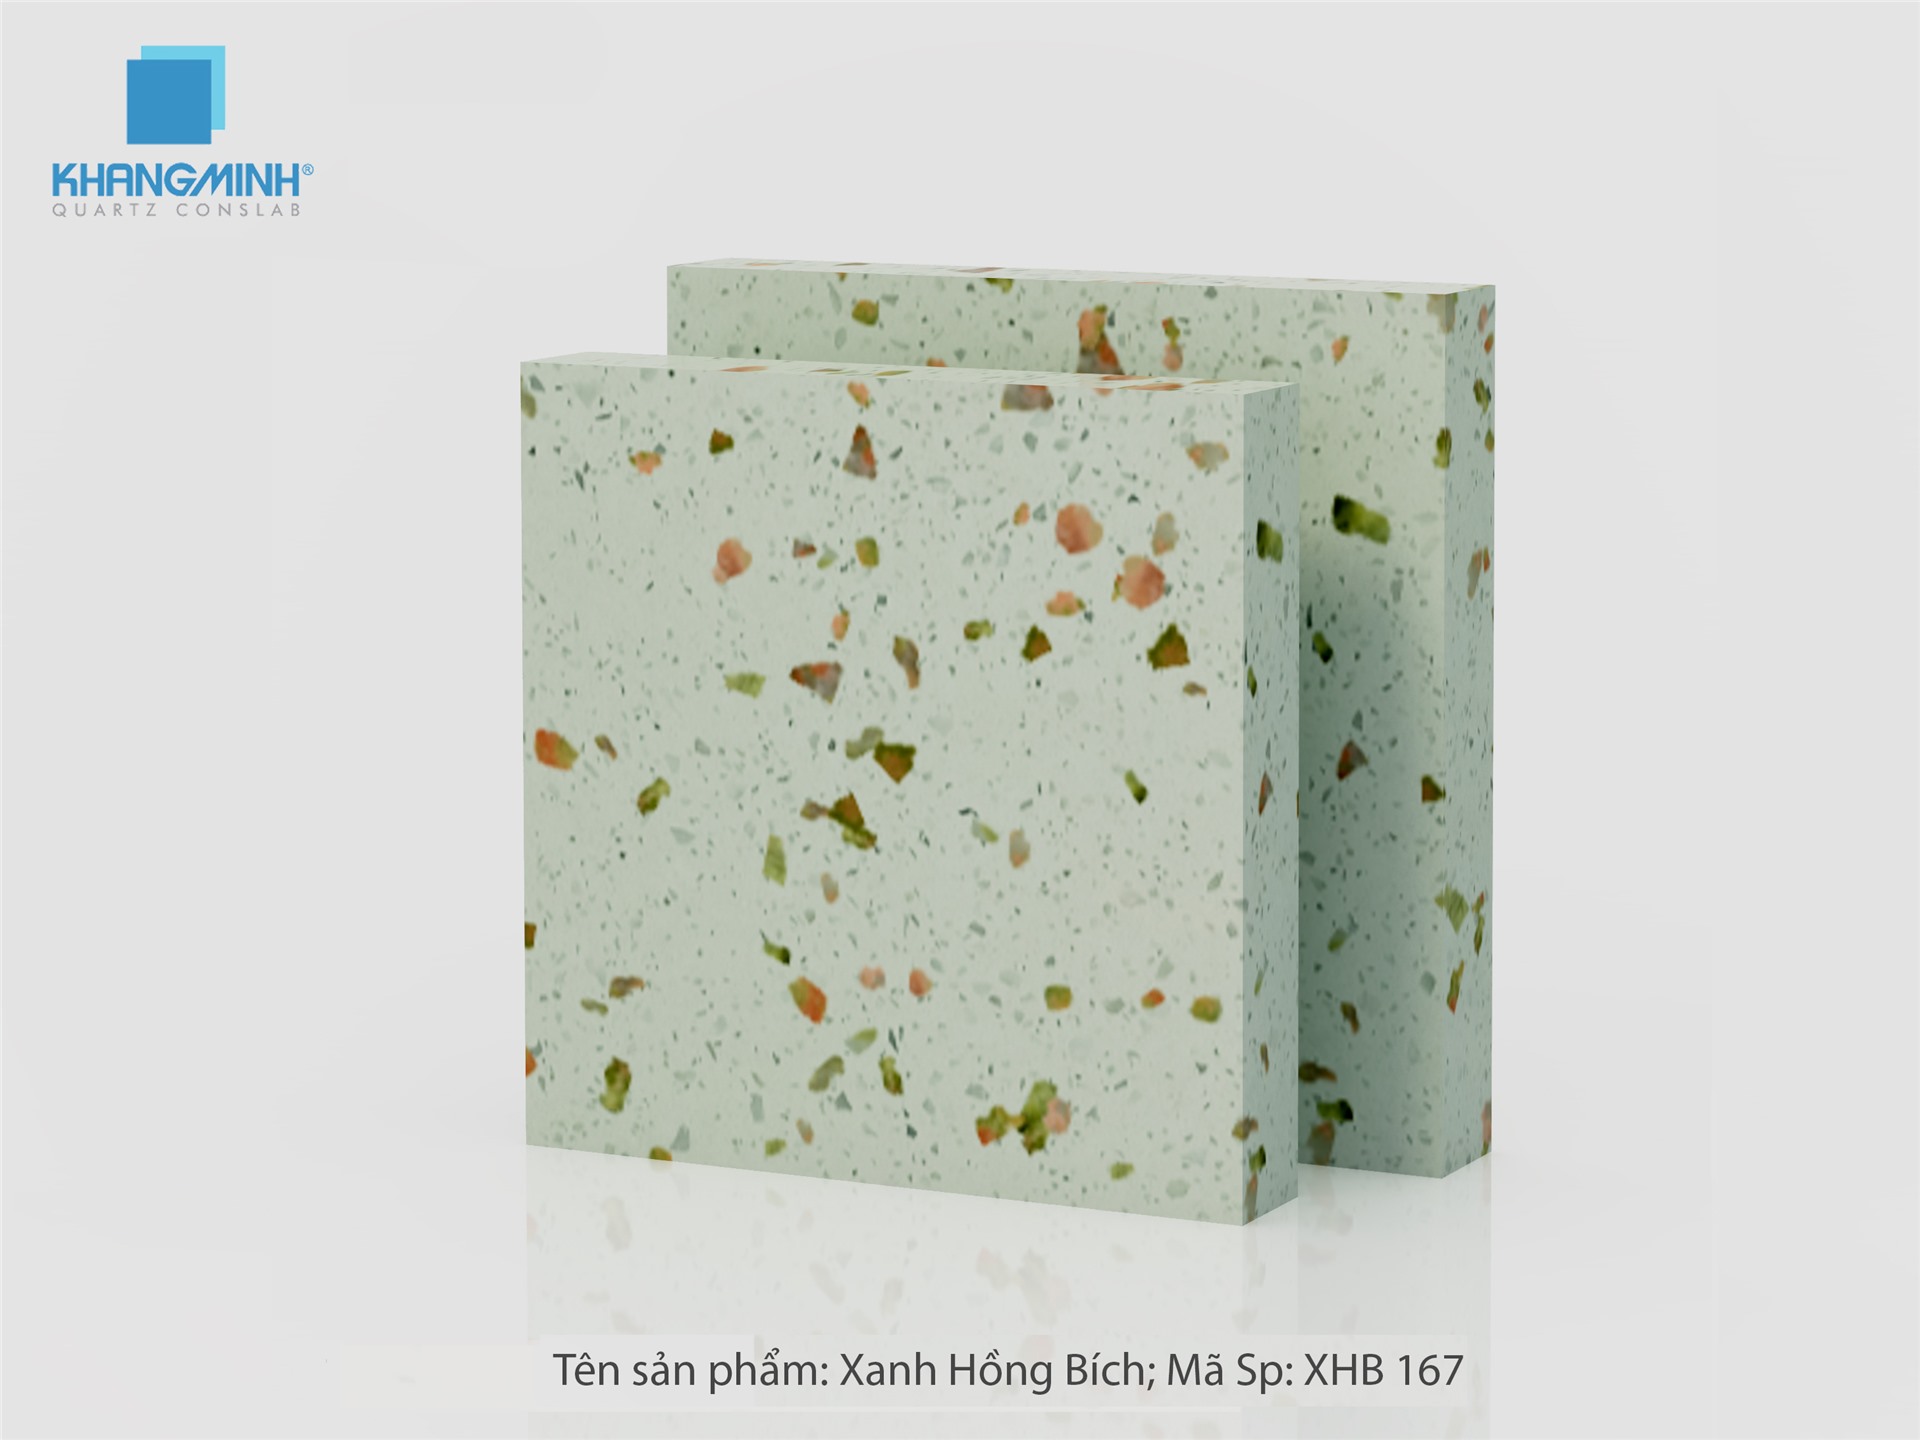 KHANGMINH®
QUARTZ CONSLAB
Tên sản phẩm: Xanh Hồng Bích; Mã Sp: XHB 167